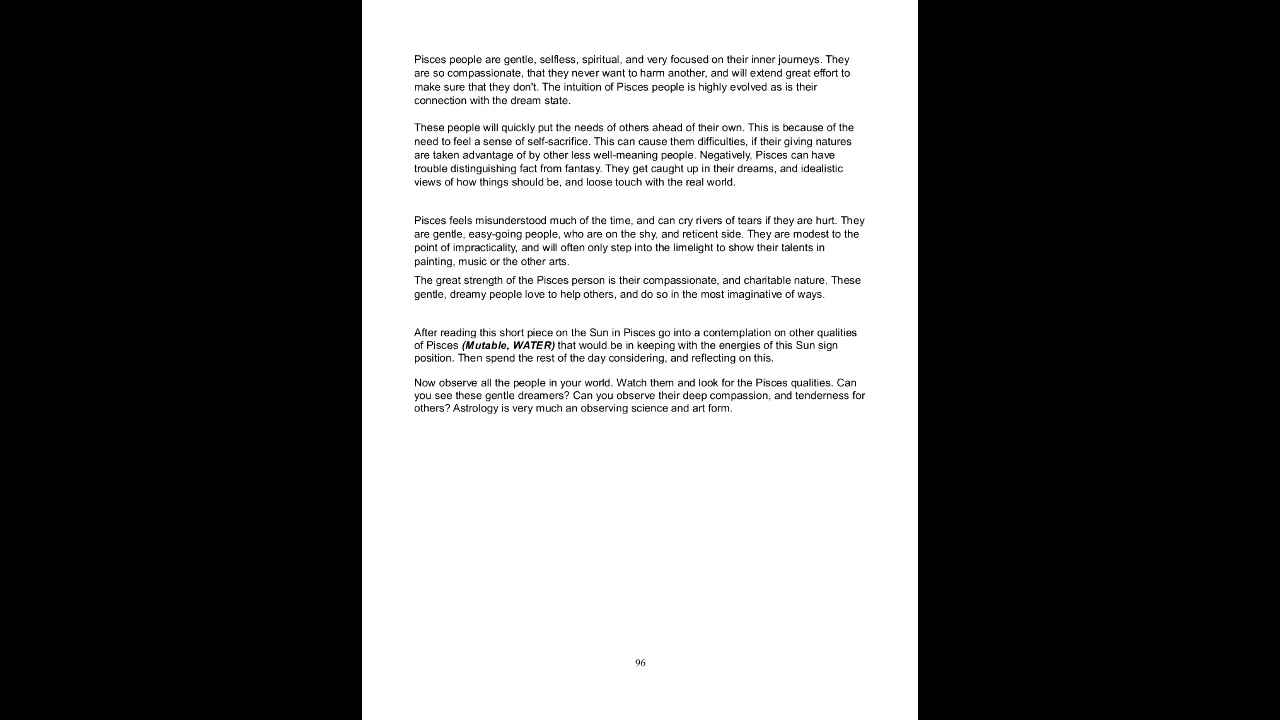 Pisces people are gentle, selfless, spiritual, and very focused on their inner journeys. They
are so compassionate, that they never want to harm another, and will extend great effort to
make sure that they don't. The intuition of Pisces people is highly evolved as is their
connection with the dream state.
These people will quickly put the needs of others ahead of their own. This is because of the
need to feel a sense of self-sacrifice. This can cause them difficulties, if their giving natures
are taken advantage of by other less well-meaning people. Negatively, Pisces can have
trouble distinguishing fact from fantasy. They get caught up in their dreams, and idealistic
views of how things should be, and loose touch with the real world.
Pisces feels misunderstood much of the time, and can cry rivers of tears if they are hurt. They
are gentle, easy-going people, who are on the shy, and reticent side. They are modest to the
point of impracticality, and will often only step into the limelight to show their talents in
painting, music or the other arts.
The great strength of the Pisces person is their compassionate, and charitable nature. These
gentle, dreamy people love to help others, and do so in the most imaginative of ways.
After reading this short piece on the Sun in Pisces go into a contemplation on other qualities
of Pisces (Mutable, WATER) that would be in keeping with the energies of this Sun sign
position. Then spend the rest of the day considering, and reflecting on this.
Now observe all the people in your world. Watch them and look for the Pisces qualities. Can
you see these gentle dreamers? Can you observe their deep compassion, and tenderness for
others? Astrology is very much an observing science and art form.
96